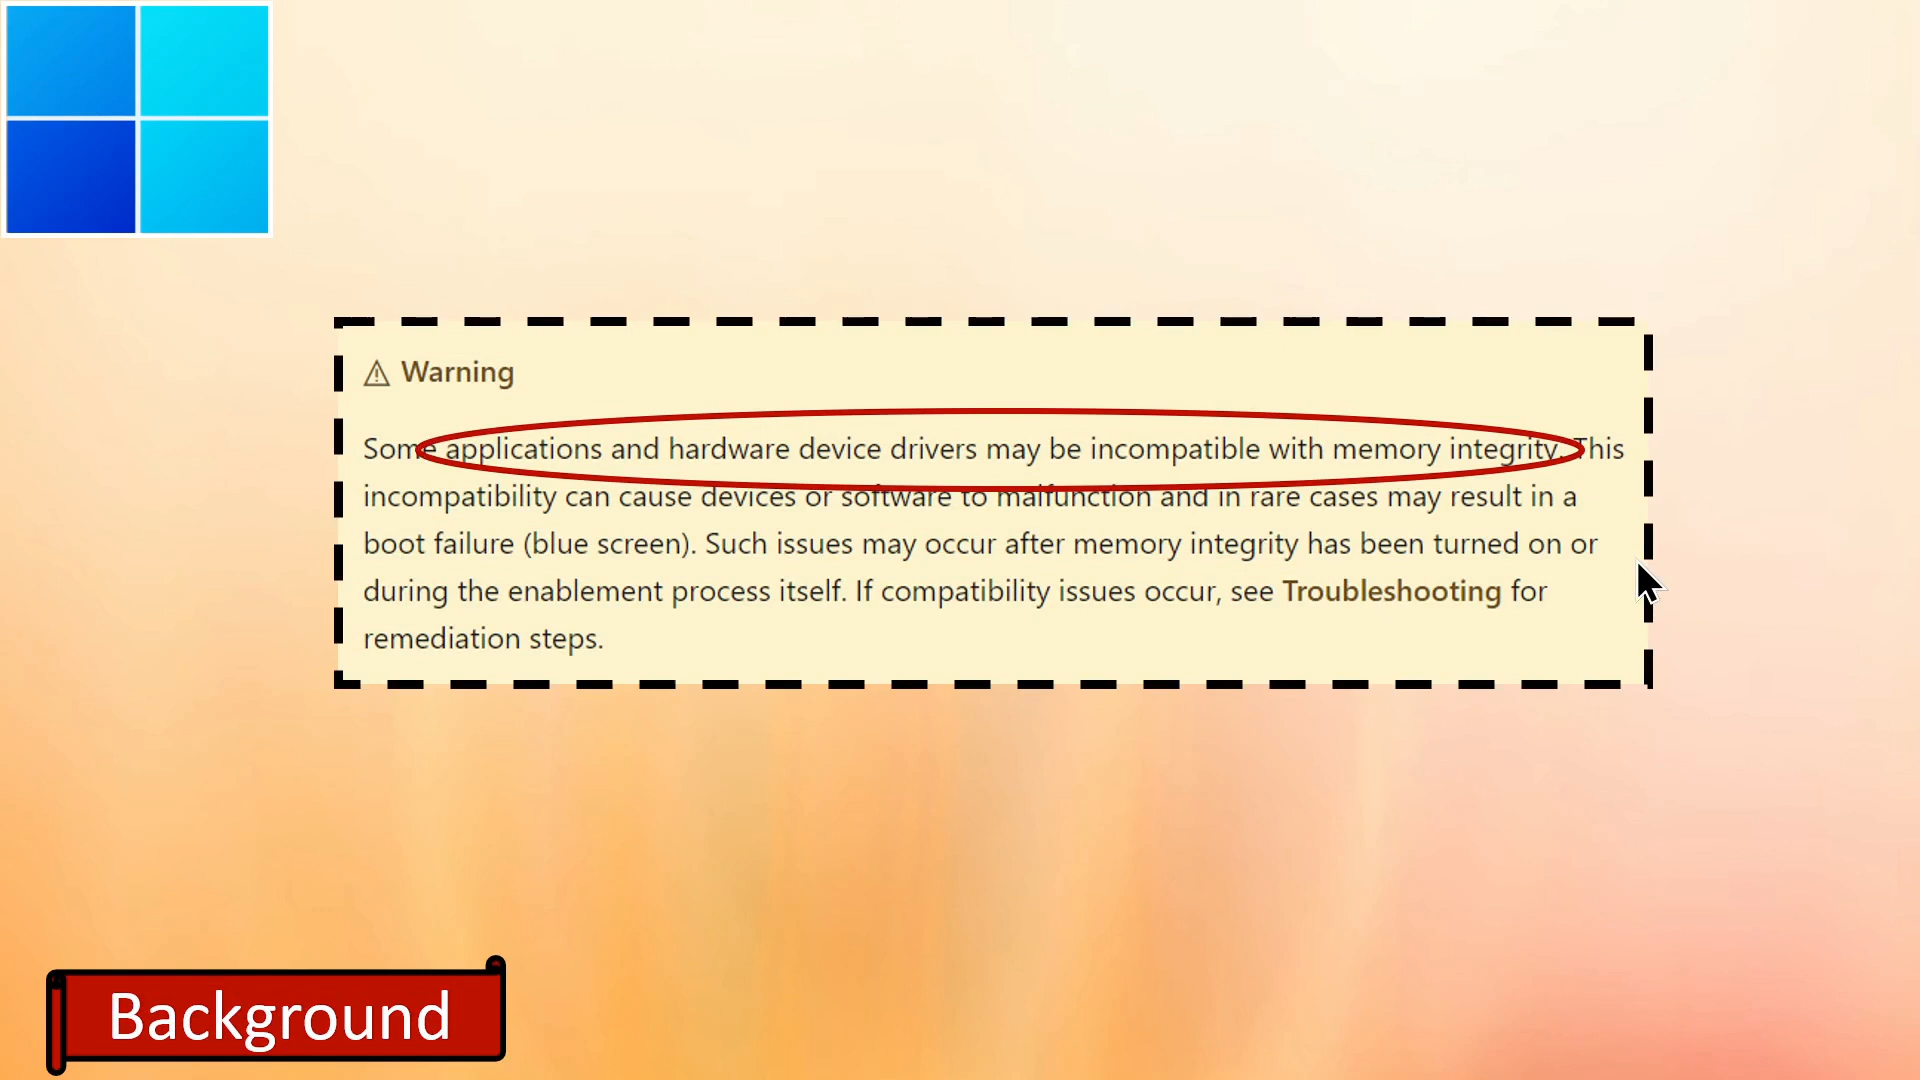 Warning
Some applications and hardware device drivers may be incompatible with memory integrity. This
incompatibility can cause devices or software to malfunction and in rare cases may result in a
boot failure (blue screen). Such issues may occur after memory integrity has been turned on or
during the enablement process itself. If compatibility issues occur, see Troubleshooting for
remediation steps.
Background